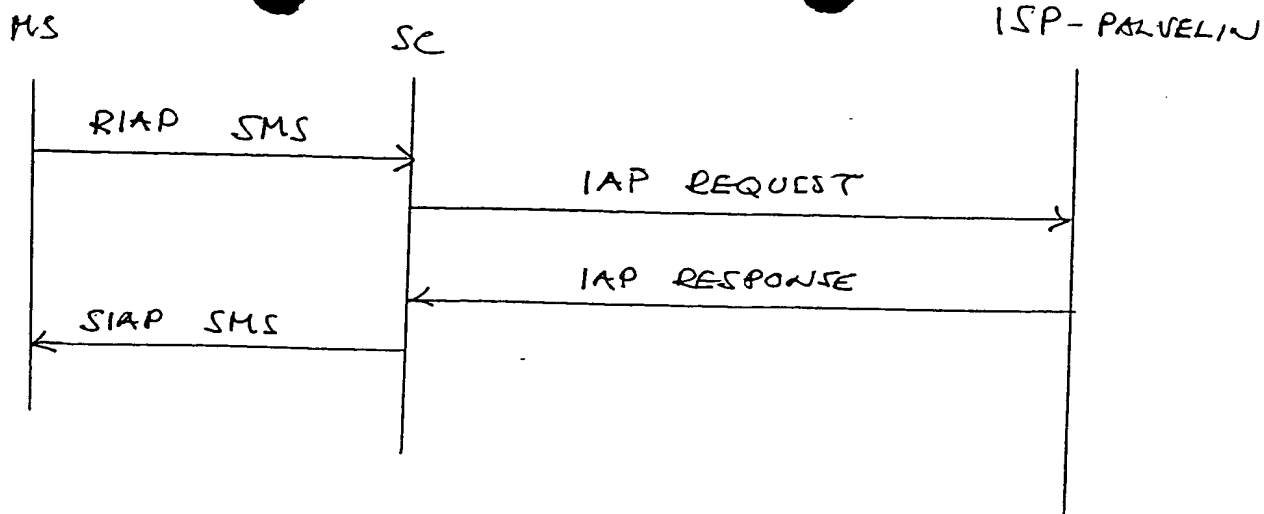 MS
SC
ISP-PALVELIN
RIAP SMS
IAP REQUEST
IAP RESPONSE
SIAP SMS